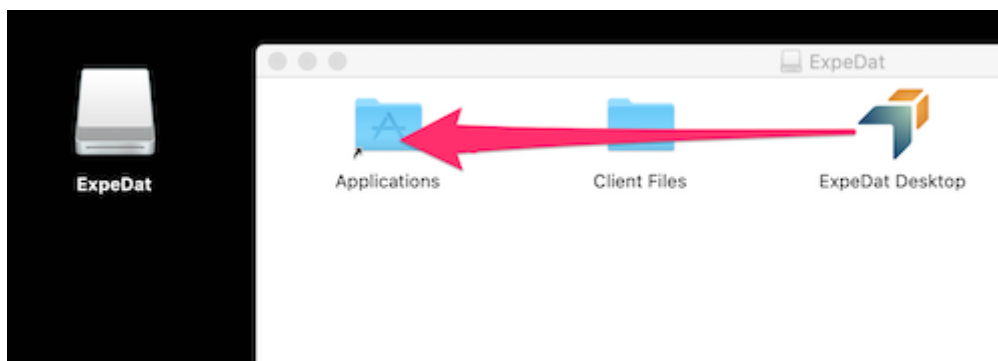 ExpeDat
ExpeDat
Applications
Client Files
ExpeDat Desktop